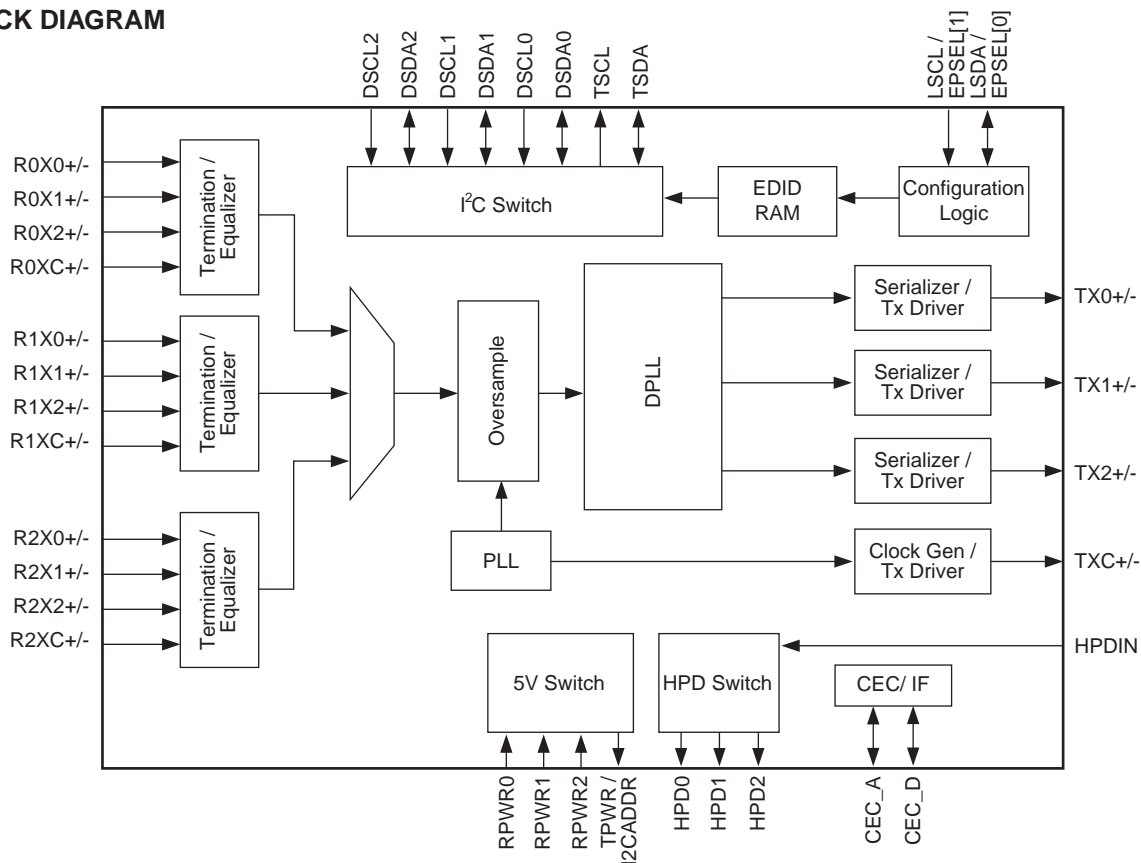 CK DIAGRAM
DSCL2
DSDA2
DSCL1
DSDA1
DSCL0
DSDA0
TSCL
TSDA
LSCL /
EPSEL[1]
LSDA /
EPSEL[0]
R0X0+/-
R0X1+/-
R0X2+/-
R0XC+/-
Termination /
Equalizer
I²C Switch
EDID
RAM
Configuration
Logic
R1X0+/-
R1X1+/-
R1X2+/-
R1XC+/-
Termination /
Equalizer
Oversample
DPLL
Serializer /
Tx Driver
TX0+/-
Serializer /
Tx Driver
TX1+/-
Serializer /
Tx Driver
TX2+/-
R2X0+/-
R2X1+/-
R2X2+/-
R2XC+/-
Termination /
Equalizer
PLL
Clock Gen /
Tx Driver
TXC+/-
5V Switch
HPD Switch
HPDIN
CEC/ IF
RPWR0
RPWR1
RPWR2
TPWR /
I2CADDR
HPD0
HPD1
HPD2
CEC_A
CEC_D